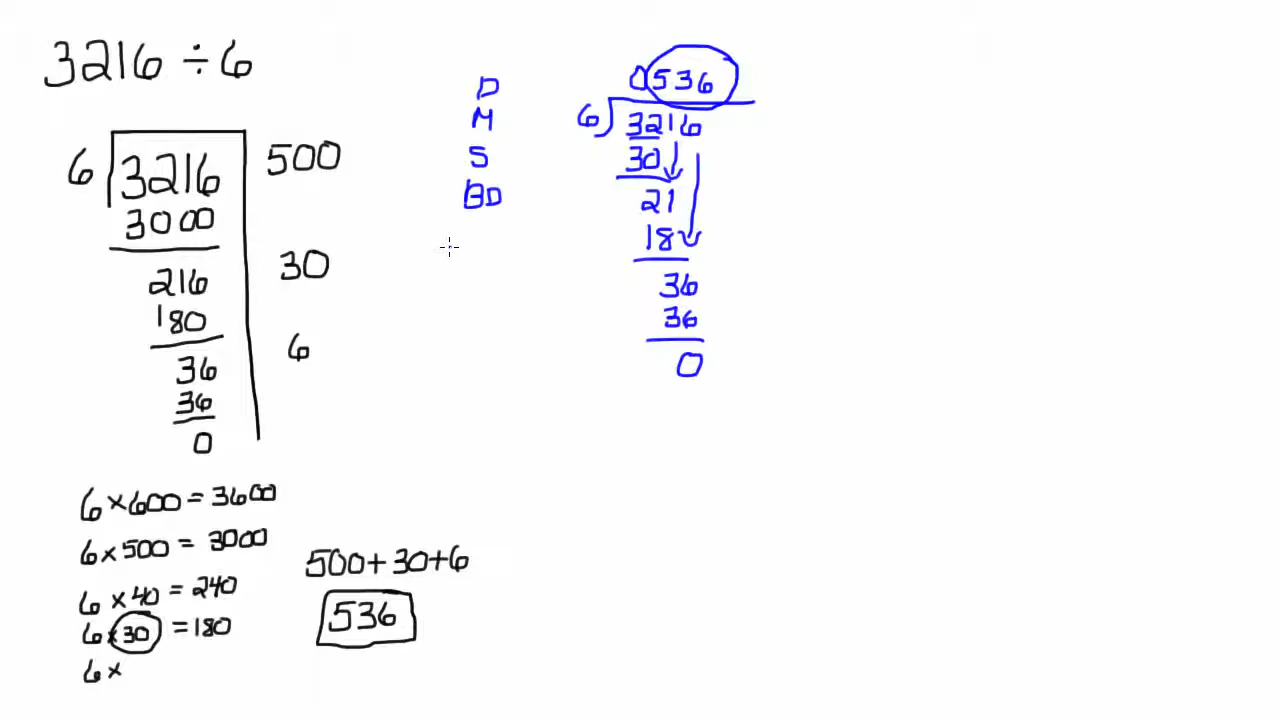 3216 ÷ 6
6 3216 500
3000
216 30
180
36 6
36
0
6 × 600 = 3600
6 × 500 = 3000
6 × 40 = 240
6 × 30 = 180
6 ×
500 + 30 + 6
536
D
M
S
BD
0536
6 3216
30
21
18
36
36
0